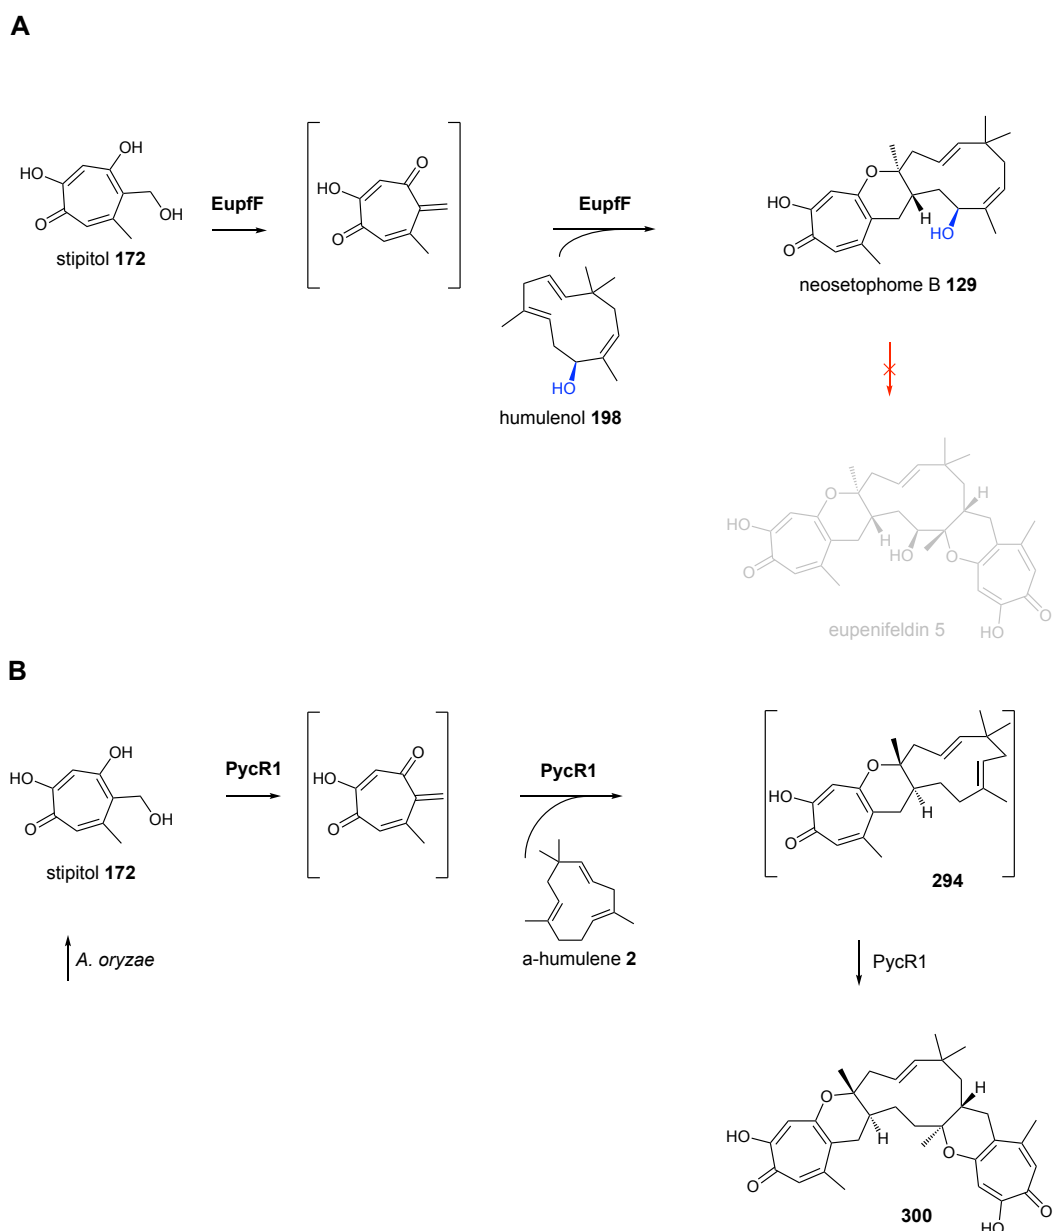 A
OH
HO
O
OH
stipitol 172
EupfF
O
HO
O
EupfF
HO
humulenol 198
O
HO
O
H
HO
neosetophome B 129
O
HO
O
H
HO
H
O
O
HO
eupenifeldin 5
B
OH
HO
O
OH
stipitol 172
A. oryzae
PycR1
O
HO
O
PycR1
a-humulene 2
O
HO
O
H
294
PycR1
O
HO
O
H
H
O
O
HO
300